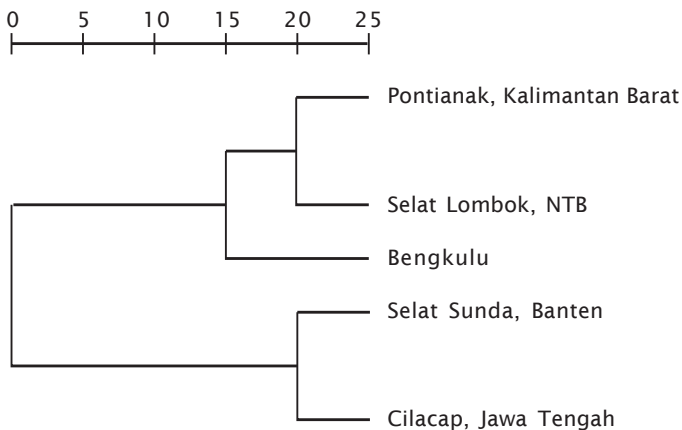 0 5 10 15 20 25
Pontianak, Kalimantan Barat
Selat Lombok, NTB
Bengkulu
Selat Sunda, Banten
Cilacap, Jawa Tengah